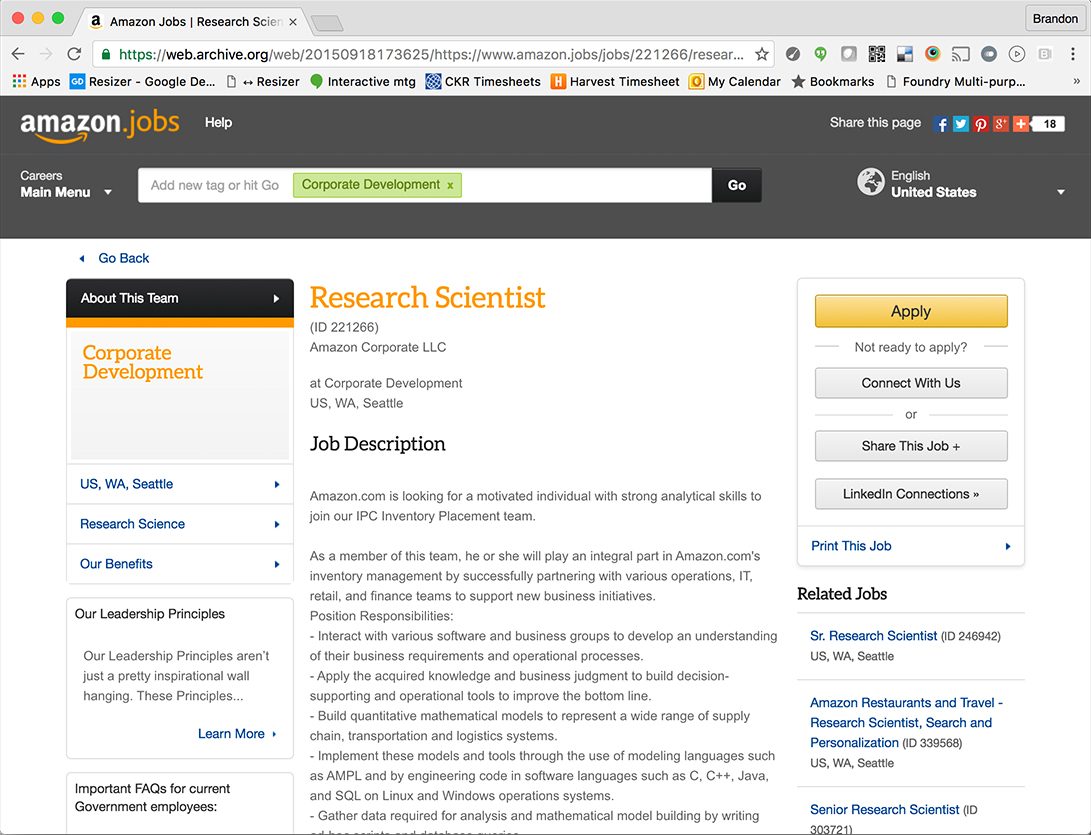 Amazon Jobs | Research Scien
Brandon
https://web.archive.org/web/20150918173625/https://www.amazon.jobs/jobs/221266/resear...
Apps Resizer - Google De... ↔ Resizer Interactive mtg CKR Timesheets Harvest Timesheet My Calendar Bookmarks Foundry Multi-purp... »
amazon.jobs Help Share this page 18
Careers
Main Menu
Add new tag or hit Go Corporate Development x Go
English
United States
Go Back
About This Team
Corporate
Development
US, WA, Seattle
Research Science
Our Benefits
Our Leadership Principles
Our Leadership Principles aren't
just a pretty inspirational wall
hanging. These Principles...
Learn More
Important FAQs for current
Government employees:
Research Scientist
(ID 221266)
Amazon Corporate LLC
at Corporate Development
US, WA, Seattle
Job Description
Amazon.com is looking for a motivated individual with strong analytical skills to
join our IPC Inventory Placement team.
As a member of this team, he or she will play an integral part in Amazon.com's
inventory management by successfully partnering with various operations, IT,
retail, and finance teams to support new business initiatives.
Position Responsibilities:
- Interact with various software and business groups to develop an understanding
of their business requirements and operational processes.
- Apply the acquired knowledge and business judgment to build decision-
supporting and operational tools to improve the bottom line.
- Build quantitative mathematical models to represent a wide range of supply
chain, transportation and logistics systems.
- Implement these models and tools through the use of modeling languages such
as AMPL and by engineering code in software languages such as C, C++, Java,
and SQL on Linux and Windows operations systems.
- Gather data required for analysis and mathematical model building by writing
ad hoc scripts and database queries.
Apply
Not ready to apply?
Connect With Us
or
Share This Job +
LinkedIn Connections »
Print This Job
Related Jobs
Sr. Research Scientist (ID 246942)
US, WA, Seattle
Amazon Restaurants and Travel -
Research Scientist, Search and
Personalization (ID 339568)
US, WA, Seattle
Senior Research Scientist (ID
303721)